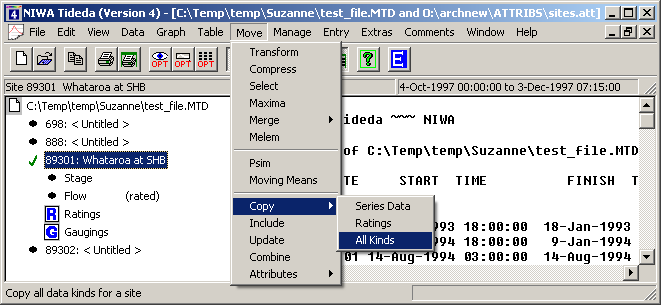 NIWA Tideda (Version 4) - [C:\Temp\temp\Suzanne\test_file.MTD and O:\archnew\ATTRIBS\sites.att]
File Edit View Data Graph Table Move Manage Entry Extras Comments Window Help
OPT OPT OPT ? E
Site 89301 Whataroa at SHB 4-Oct-1997 00:00:00 to 3-Dec-1997 07:15:00
C:\Temp\temp\Suzanne\test_file.MTD
698: < Untitled >
888: < Untitled >
89301: Whataroa at SHB
Stage
Flow (rated)
R Ratings
G Gaugings
89302: < Untitled >
Transform
Compress
Select
Maxima
Merge
Melem
Psim
Moving Means
Copy
Include
Update
Combine
Attributes
Series Data
Ratings
All Kinds
ideda ~~~ NIWA
of C:\Temp\temp\Suzanne\test_file.MTD
START TIME FINISH T
1993 18:00:00 18-Jan-1993
1993 18:00:00 9-Jan-1994
01 14-Aug-1994 03:00:00 14-Aug-1994
Copy all data kinds for a site